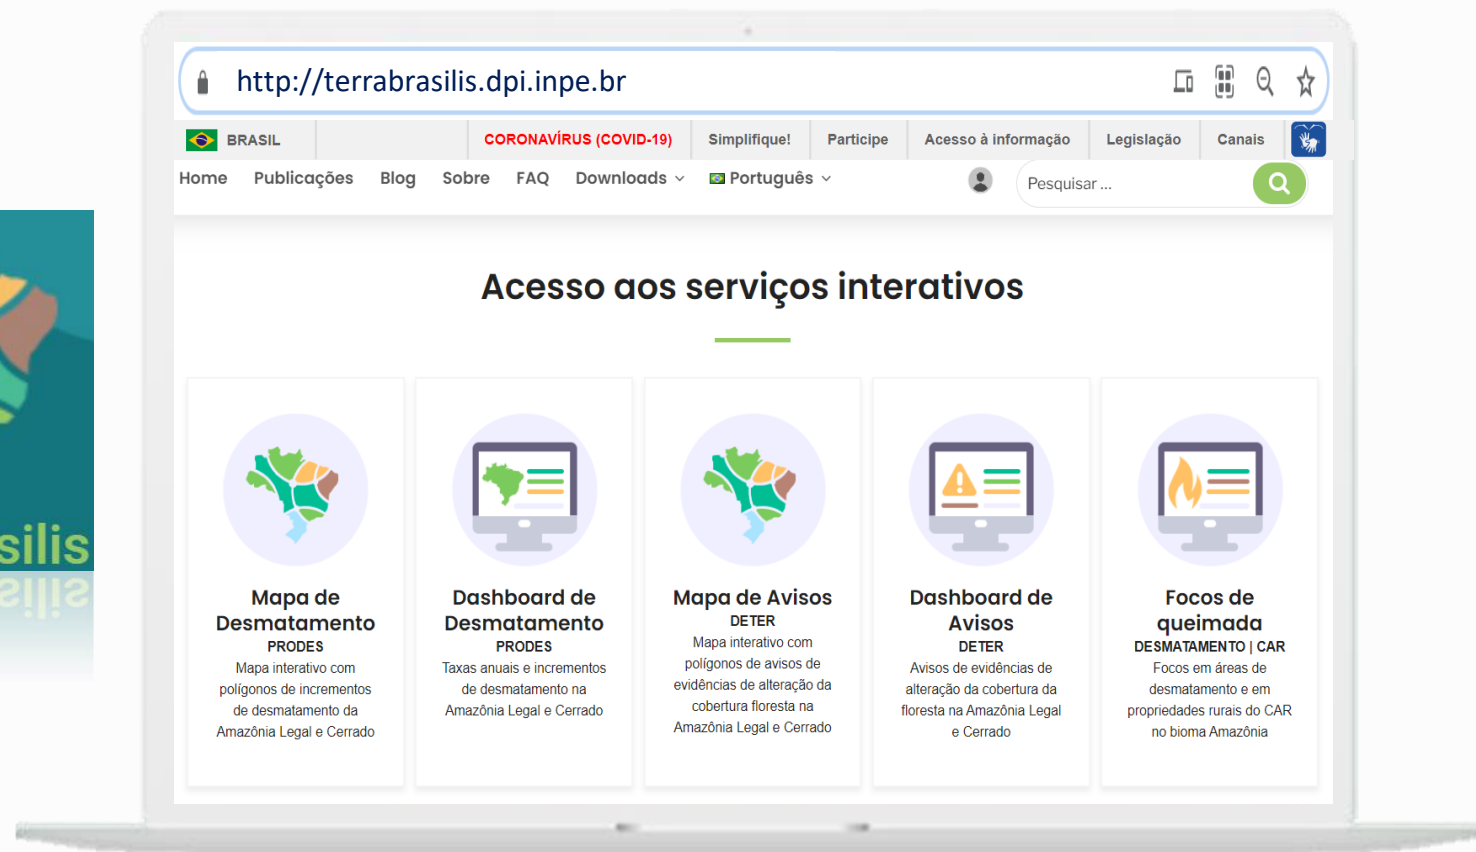 http://terrabrasilis.dpi.inpe.br
BRASIL
CORONAVÍRUS (COVID-19)
Simplifique!
Participe
Acesso à informação
Legislação
Canais
Home
Publicações
Blog
Sobre
FAQ
Downloads
Português
Pesquisar ...
Acesso aos serviços interativos
Mapa de
Desmatamento
PRODES
Mapa interativo com
polígonos de incrementos
de desmatamento da
Amazônia Legal e Cerrado
Dashboard de
Desmatamento
PRODES
Taxas anuais e incrementos
de desmatamento na
Amazônia Legal e Cerrado
Mapa de Avisos
DETER
Mapa interativo com
polígonos de avisos de
evidências de alteração da
cobertura floresta na
Amazônia Legal e Cerrado
Dashboard de
Avisos
DETER
Avisos de evidências de
alteração da cobertura da
floresta na Amazônia Legal
e Cerrado
Focos de
queimada
DESMATAMENTO | CAR
Focos em áreas de
desmatamento e em
propriedades rurais do CAR
no bioma Amazônia
silis